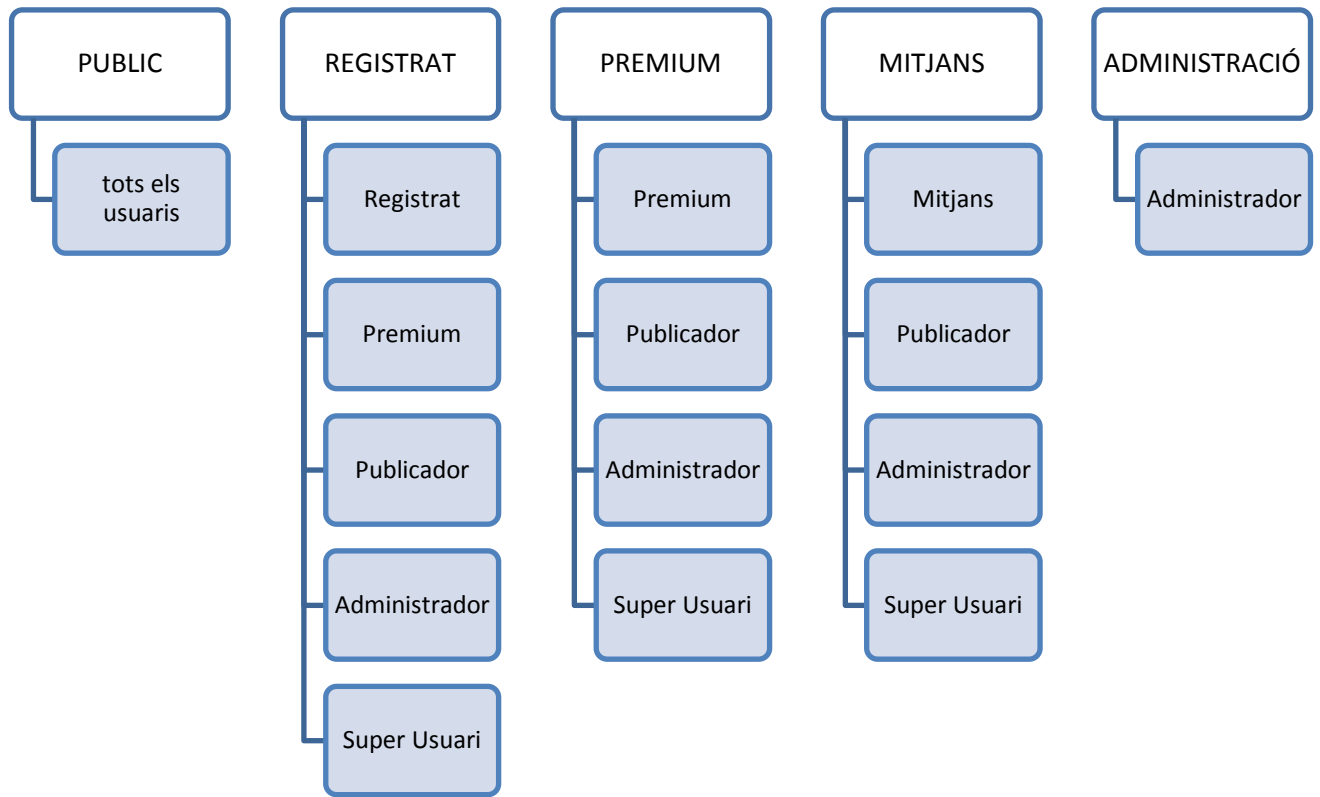 PUBLIC
tots els
usuaris
REGISTRAT
Registrat
Premium
Publicador
Administrador
Super Usuari
PREMIUM
Premium
Publicador
Administrador
Super Usuari
MITJANS
Mitjans
Publicador
Administrador
Super Usuari
ADMINISTRACIÓ
Administrador